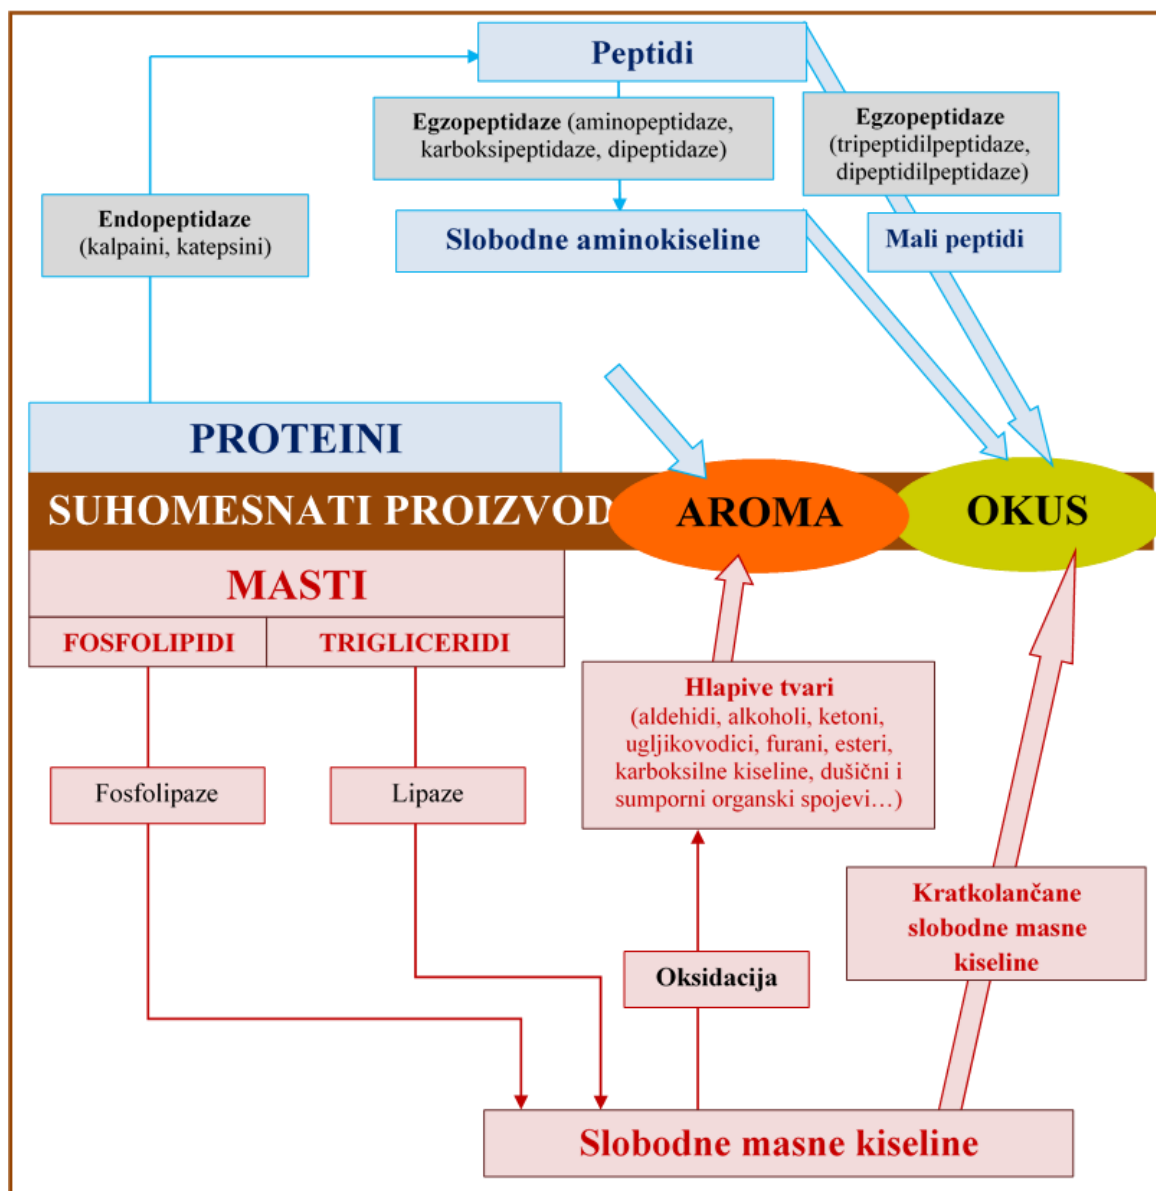 Peptidi
Egzopeptidaze (aminopeptidaze,
karboksipeptidaze, dipeptidaze)
Egzopeptidaze
(tripeptidilpeptidaze,
dipeptidilpeptidaze)
Endopeptidaze
(kalpaini, katepsini)
Slobodne aminokiseline
Mali peptidi
PROTEINI
SUHOMESNATI PROIZVOD
AROMA
OKUS
MASTI
FOSFOLIPIDI
TRIGLICERIDI
Hlapive tvari
(aldehidi, alkoholi, ketoni,
ugljikovodici, furani, esteri,
karboksilne kiseline, dušični i
sumporni organski spojevi…)
Fosfolipaze
Lipaze
Kratkolančane
slobodne masne
kiseline
Oksidacija
Slobodne masne kiseline